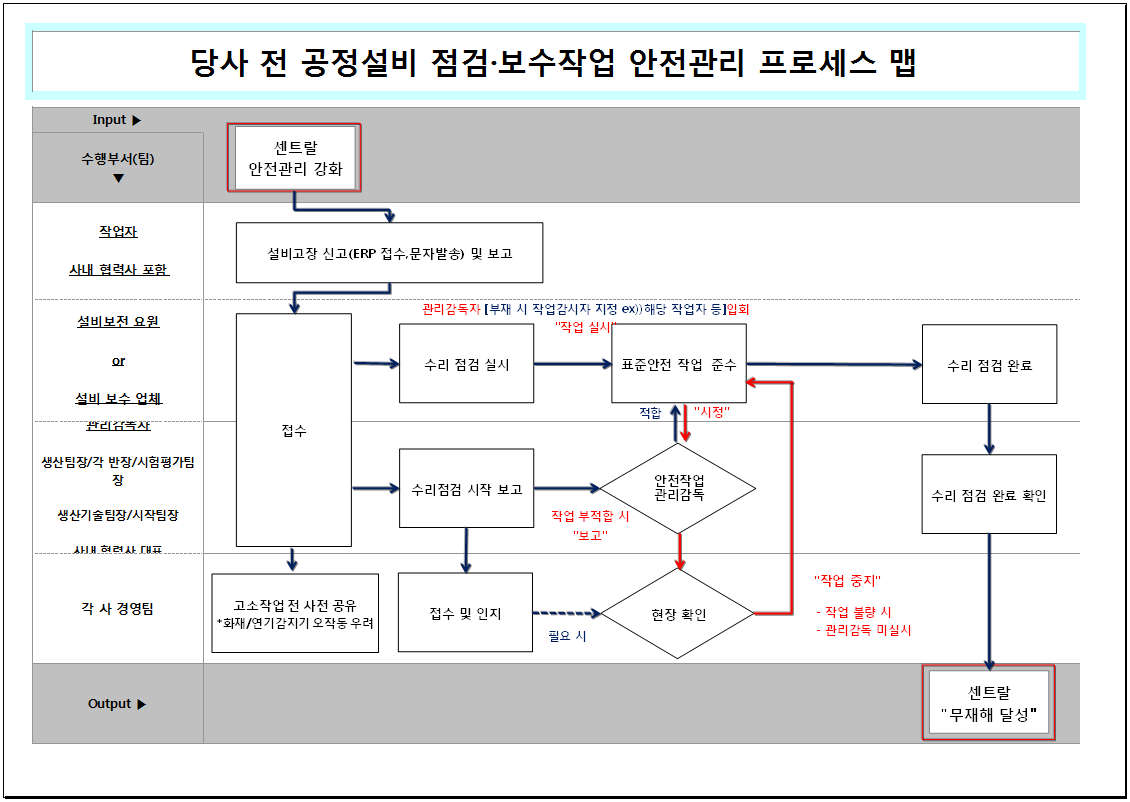 당사 전 공정설비 점검·보수작업 안전관리 프로세스 맵
Input ▶
수행부서(팀)
▼
센트랄
안전관리 강화
작업자
사내 협력사 포함
설비고장 신고(ERP 접수,문자발송) 및 보고
관리감독자 [부재 시 작업감시자 지정 ex))해당 작업자 등]입회
"작업 실시"
설비보전 요원
or
설비 보수 업체
수리 점검 실시
표준안전 작업 준수
수리 점검 완료
적합
"시정"
접수
관리감독자
생산팀장/각 반장/시험평가팀
장
생산기술팀장/시작팀장
사내 협력사 대표
수리점검 시작 보고
안전작업
관리감독
수리 점검 완료 확인
작업 부적합 시
"보고"
각 사 경영팀
고소작업 전 사전 공유
*화재/연기감지기 오작동 우려
접수 및 인지
필요 시
현장 확인
"작업 중지"
- 작업 불량 시
- 관리감독 미실시
Output ▶
센트랄
"무재해 달성"